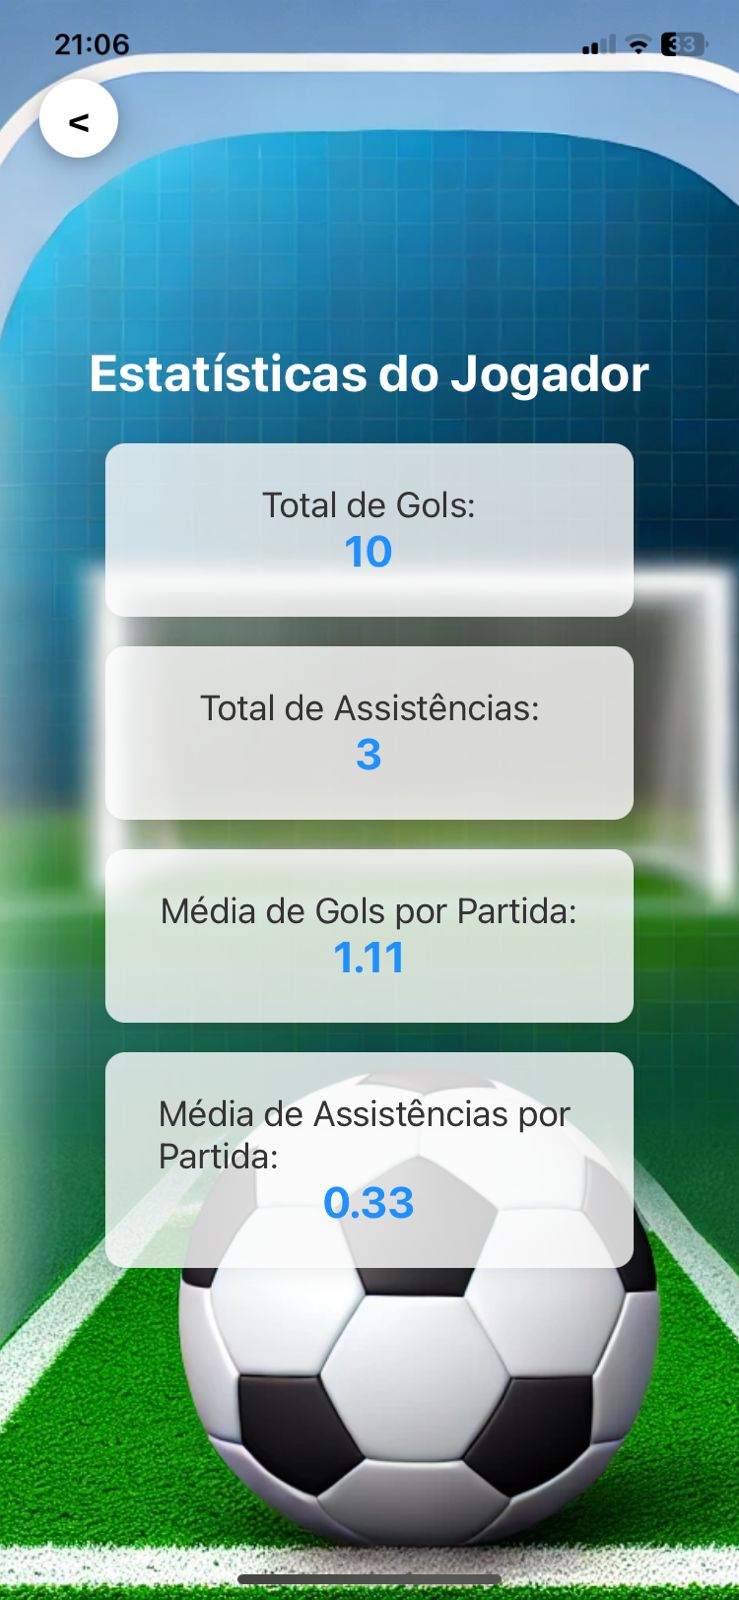 21:06
33
<
Estatísticas do Jogador
Total de Gols:
10
Total de Assistências:
3
Média de Gols por Partida:
1.11
Média de Assistências por
Partida:
0.33